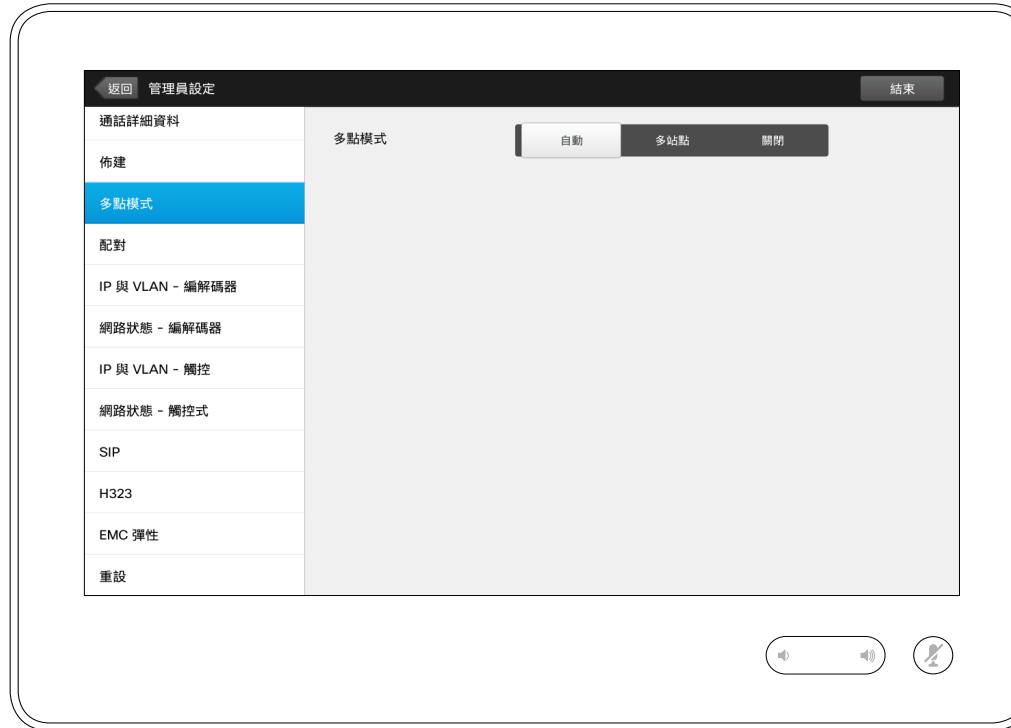 返回 管理員設定 結束
通話詳細資料
多點模式 自動 多站點 關閉
佈建
多點模式
配對
IP 與 VLAN - 編解碼器
網路狀態 - 編解碼器
IP 與 VLAN - 觸控
網路狀態 - 觸控式
SIP
H323
EMC 彈性
重設